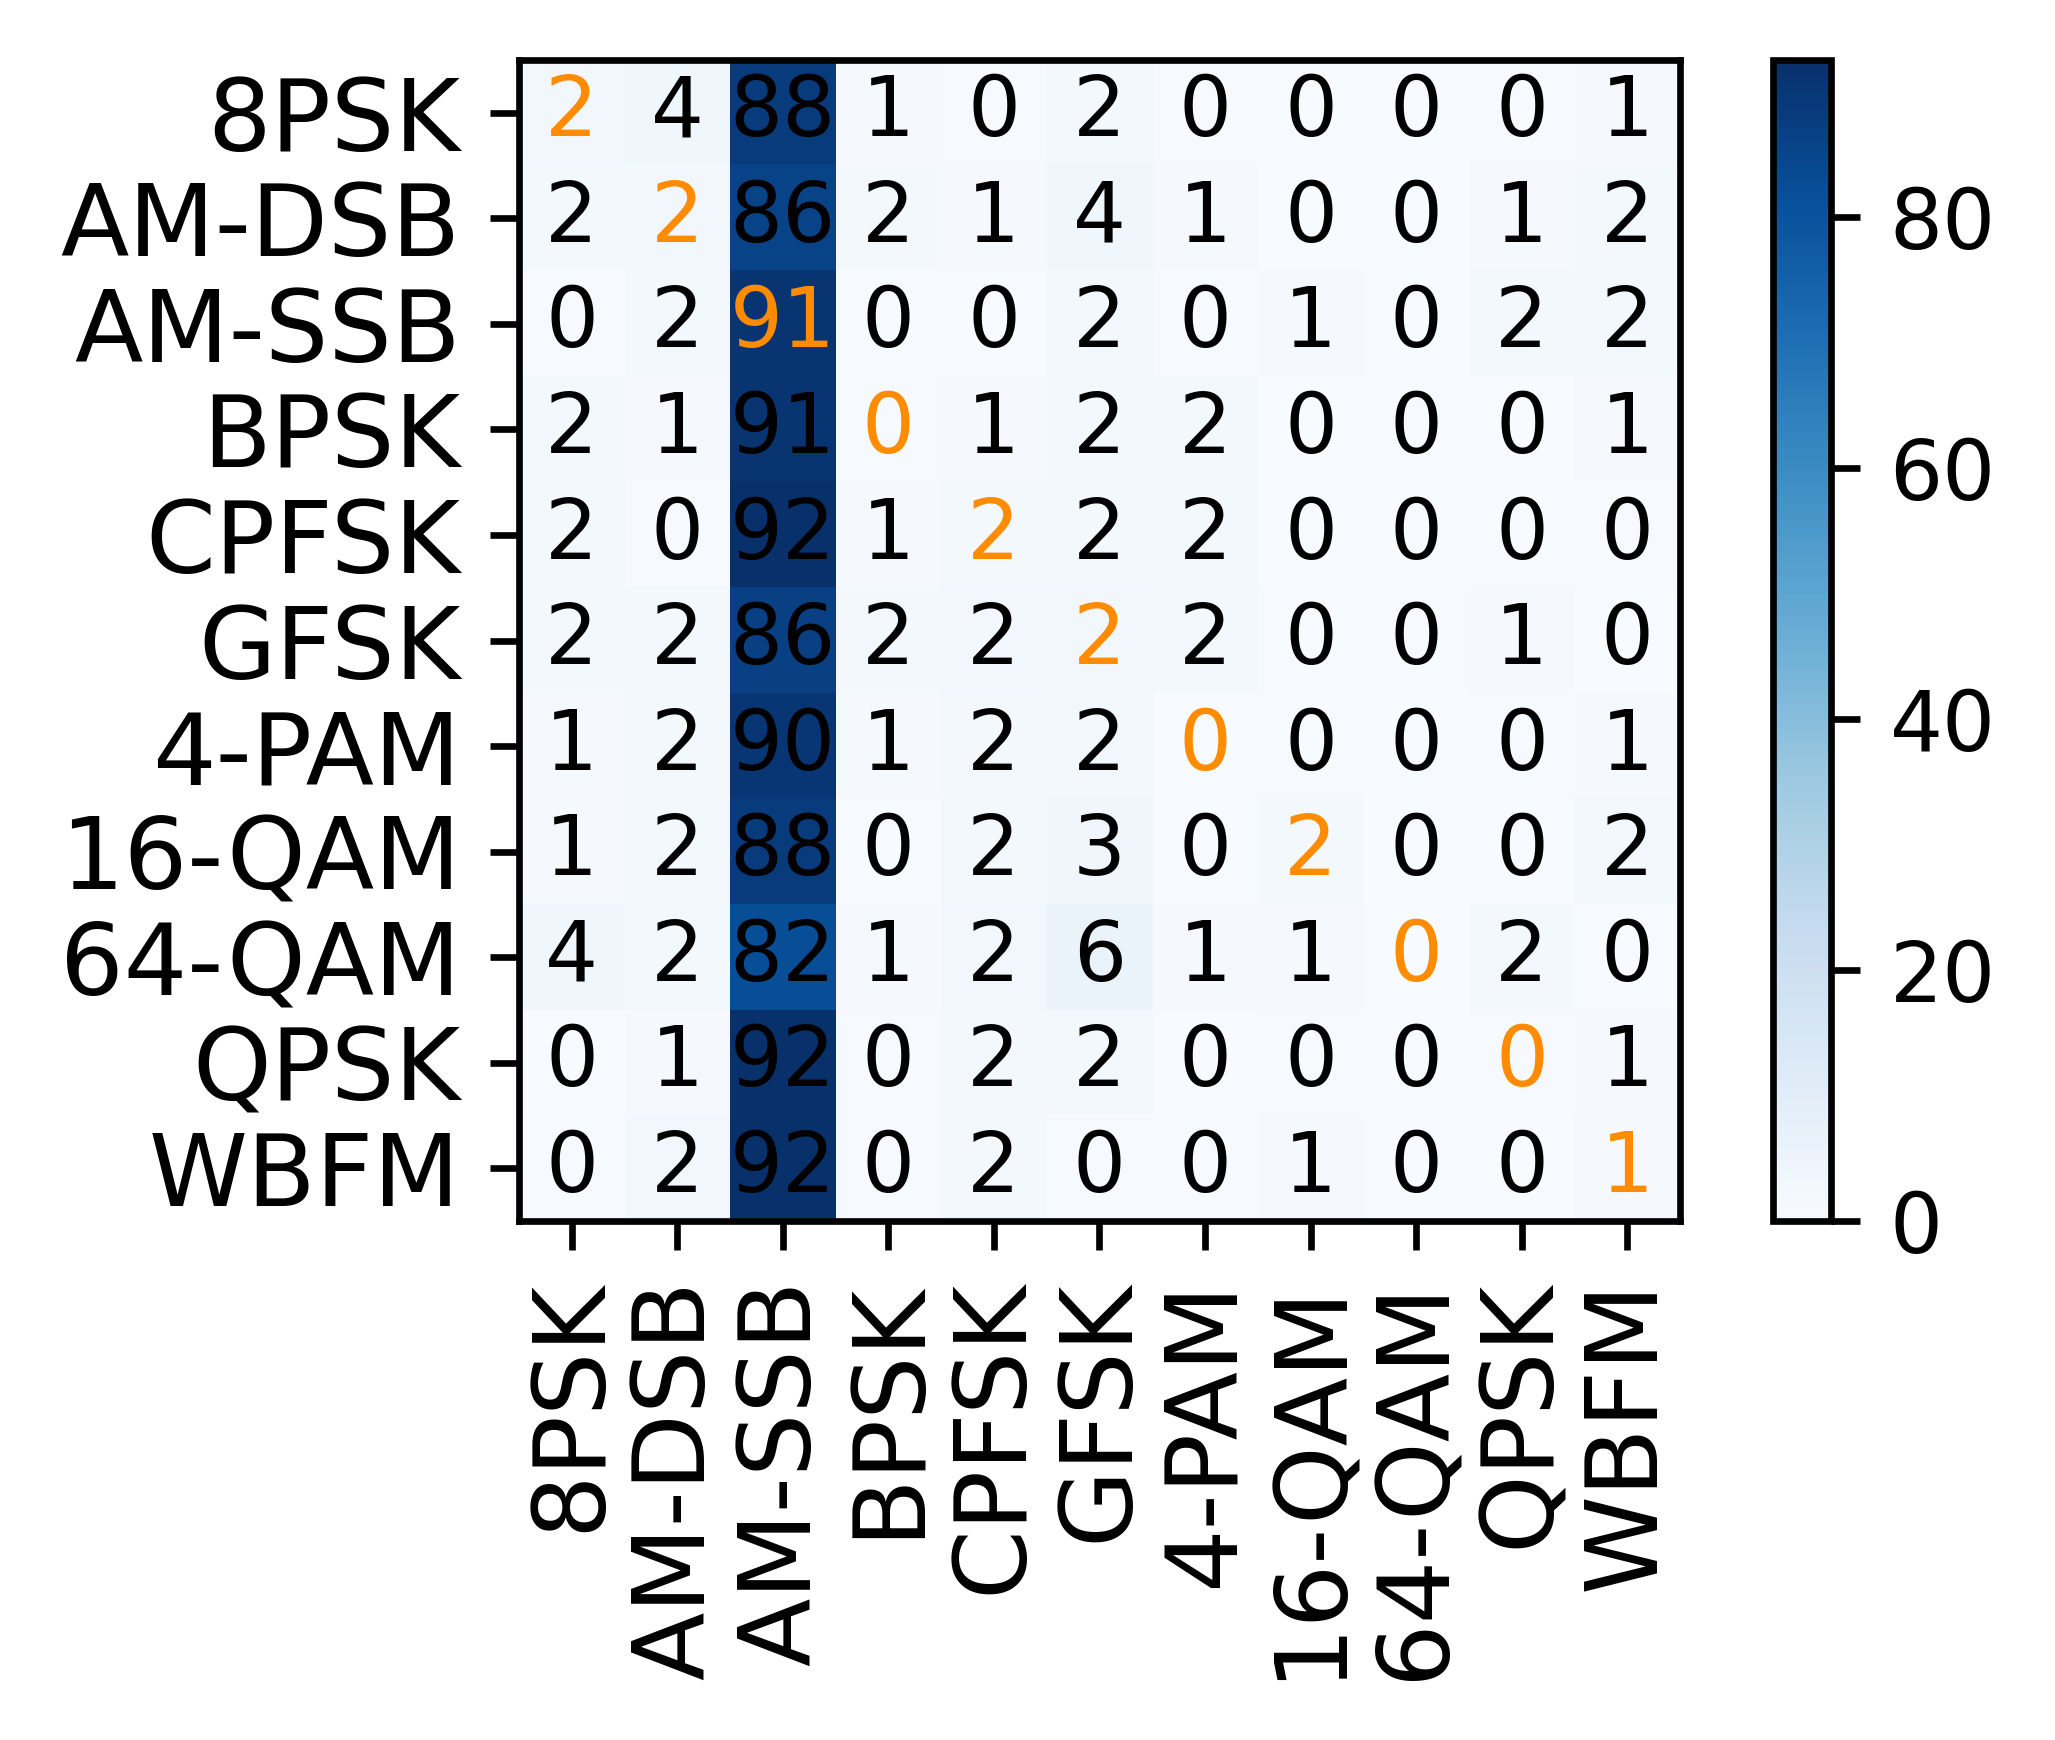 8PSK 2 4 88 1 0 2 0 0 0 0 1
AM-DSB 2 2 86 2 1 4 1 0 0 1 2
AM-SSB 0 2 91 0 0 2 0 1 0 2 2
BPSK 2 1 91 0 1 2 2 0 0 0 1
CPFSK 2 0 92 1 2 2 2 0 0 0 0
GFSK 2 2 86 2 2 2 2 0 0 1 0
4-PAM 1 2 90 1 2 2 0 0 0 0 1
16-QAM 1 2 88 0 2 3 0 2 0 0 2
64-QAM 4 2 82 1 2 6 1 1 0 2 0
QPSK 0 1 92 0 2 2 0 0 0 0 1
WBFM 0 2 92 0 2 0 0 1 0 0 1
8PSK
AM-DSB
AM-SSB
BPSK
CPFSK
GFSK
4-PAM
16-QAM
64-QAM
QPSK
WBFM
80
60
40
20
0